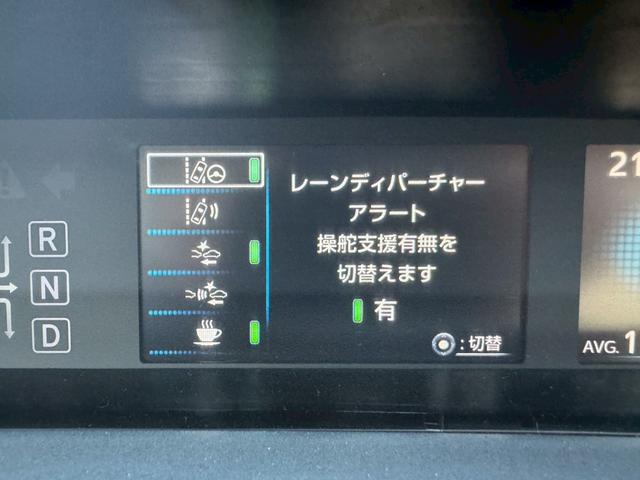 レーンディパーチャー
アラート
操舵支援有無を
切替えます
有
:切替
R
N
D
21
AVG. 1